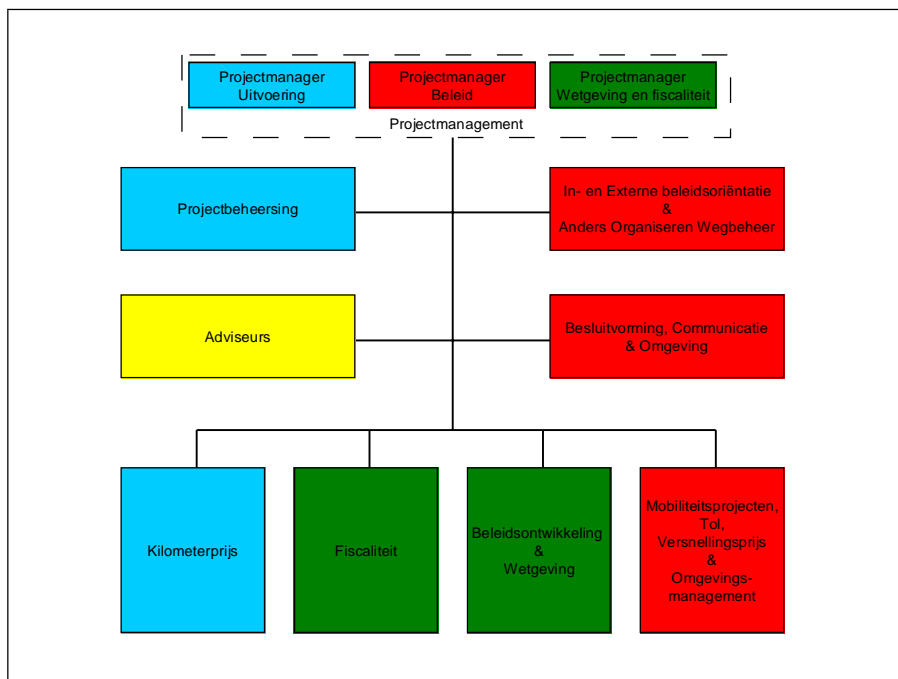 Projectmanager
Uitvoering
Projectmanager
Beleid
Projectmanager
Wetgeving en fiscaliteit
Projectmanagement
Projectbeheersing
In- en Externe beleidsoriëntatie
&
Anders Organiseren Wegbeheer
Adviseurs
Besluitvorming, Communicatie
& Omgeving
Kilometerprijs
Fiscaliteit
Beleidsontwikkeling
&
Wetgeving
Mobiliteitsprojecten,
Tol,
Versnellingsprijs
&
Omgevings-
management